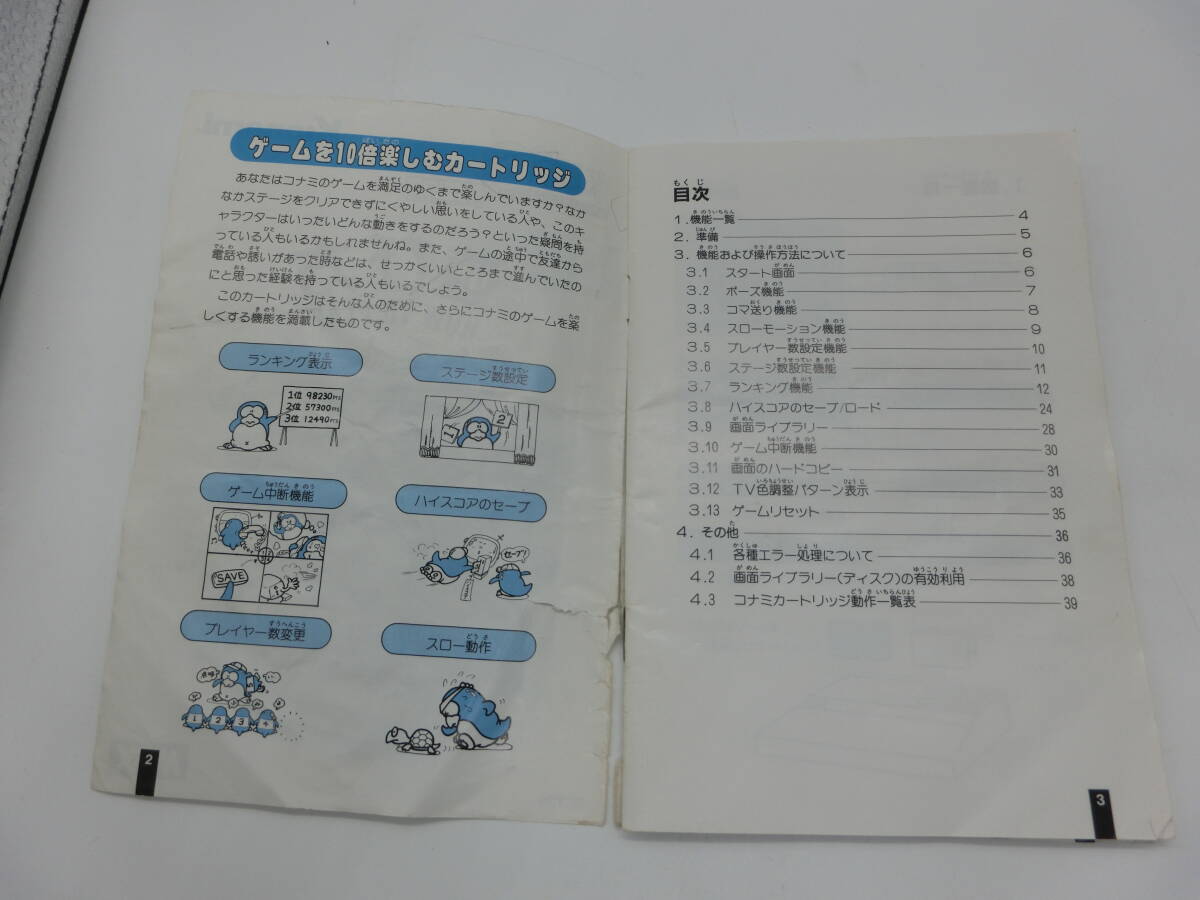 ゲームを10倍楽しむカートリッジ
あなたはコナミのゲームを満足のゆくまで楽しんでいますか？なか
なかステージをクリアできずにくやしい思いをしている人や、このキ
ャラクターはいったいどんな動きをするのだろう？といった疑問を持
っている人もいるかもしれませんね。また、ゲームの途中で友達から
電話や誘いがあった時などは、せっかくいいところまで進んでいたの
にと思った経験を持っている人もいるでしょう。
このカートリッジはそんな人のために、さらにコナミのゲームを楽
しくする機能を満載したものです。
ランキング表示
ステージ数設定
1位 98230PTS
2位 57300PTS
3位 12490PTS
1
2
ゲーム中断機能
ハイスコアのセーブ
SAVE
セーブ!
プレイヤー数変更
スロー動作
1 2 3 4
2
目次
1. 機能一覧 4
2. 準備 5
3. 機能および操作方法について 6
3.1 スタート画面 6
3.2 ポーズ機能 7
3.3 コマ送り機能 8
3.4 スローモーション機能 9
3.5 プレイヤー数設定機能 10
3.6 ステージ数設定機能 11
3.7 ランキング機能 12
3.8 ハイスコアのセーブ/ロード 24
3.9 画面ライブラリー 28
3.10 ゲーム中断機能 30
3.11 画面のハードコピー 31
3.12 TV色調整パターン表示 33
3.13 ゲームリセット 35
4. その他 36
4.1 各種エラー処理について 36
4.2 画面ライブラリー(ディスク)の有効利用 38
4.3 コナミカートリッジ動作一覧表 39
3